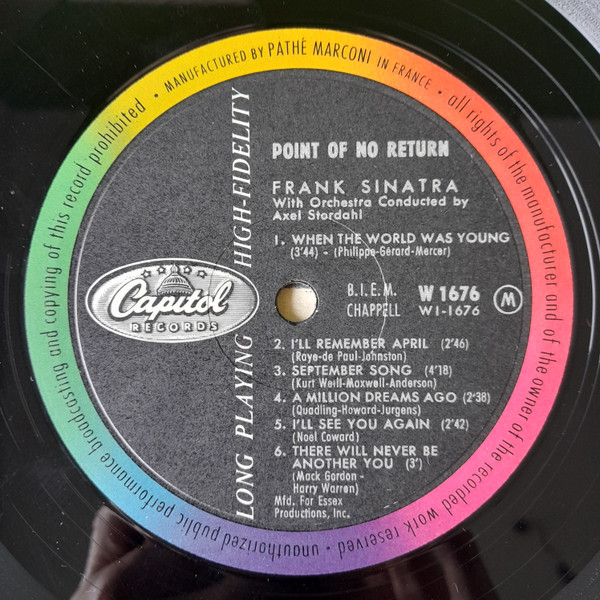 • MANUFACTURED BY PATHÉ MARCONI IN FRANCE • all rights of the manufacturer and of the owner of the recorded work reserved • unauthorized public performance broadcasting and copying of this record prohibited
LONG PLAYING HIGH-FIDELITY
Capitol
RECORDS
POINT OF NO RETURN
FRANK SINATRA
With Orchestra Conducted by
Axel Stordahl
1. WHEN THE WORLD WAS YOUNG
(3'44) - (Philippe-Gérard-Mercer)
B.I.E.M. W 1676 M
CHAPPELL W1-1676
2. I'LL REMEMBER APRIL (2'46)
(Raye-de Paul-Johnston)
3. SEPTEMBER SONG (4'18)
(Kurt Weill-Maxwell-Anderson)
4. A MILLION DREAMS AGO (2'38)
(Quadling-Howard-Jurgens)
5. I'LL SEE YOU AGAIN (2'42)
(Noel Coward)
6. THERE WILL NEVER BE
ANOTHER YOU (3')
(Mack Gordon -
Harry Warren)
Mfd. For Essex
Productions, Inc.